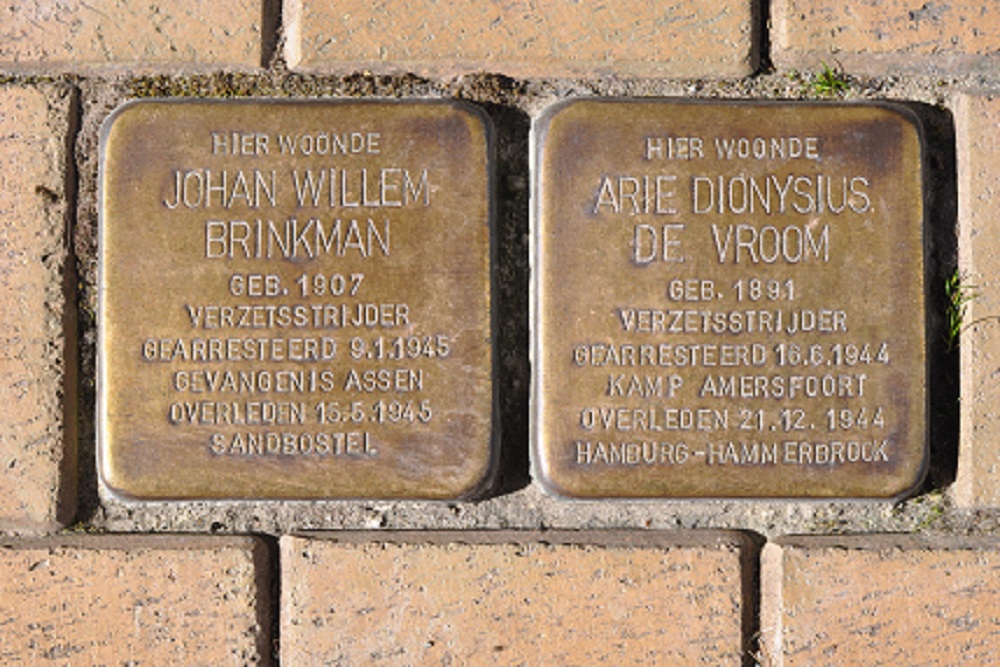 HIER WOONDE
JOHAN WILLEM
BRINKMAN
GEB. 1907
VERZETSSTRIJDER
GEARRESTEERD 9.1.1945
GEVANGENIS ASSEN
OVERLEDEN 15.5.1945
SANDBOSTEL
HIER WOONDE
ARIE DIONYSIUS
DE VROOM
GEB. 1891
VERZETSSTRIJDER
GEARRESTEERD 16.6.1944
KAMP AMERSFOORT
OVERLEDEN 21.12. 1944
HAMBURG-HAMMERBROOK